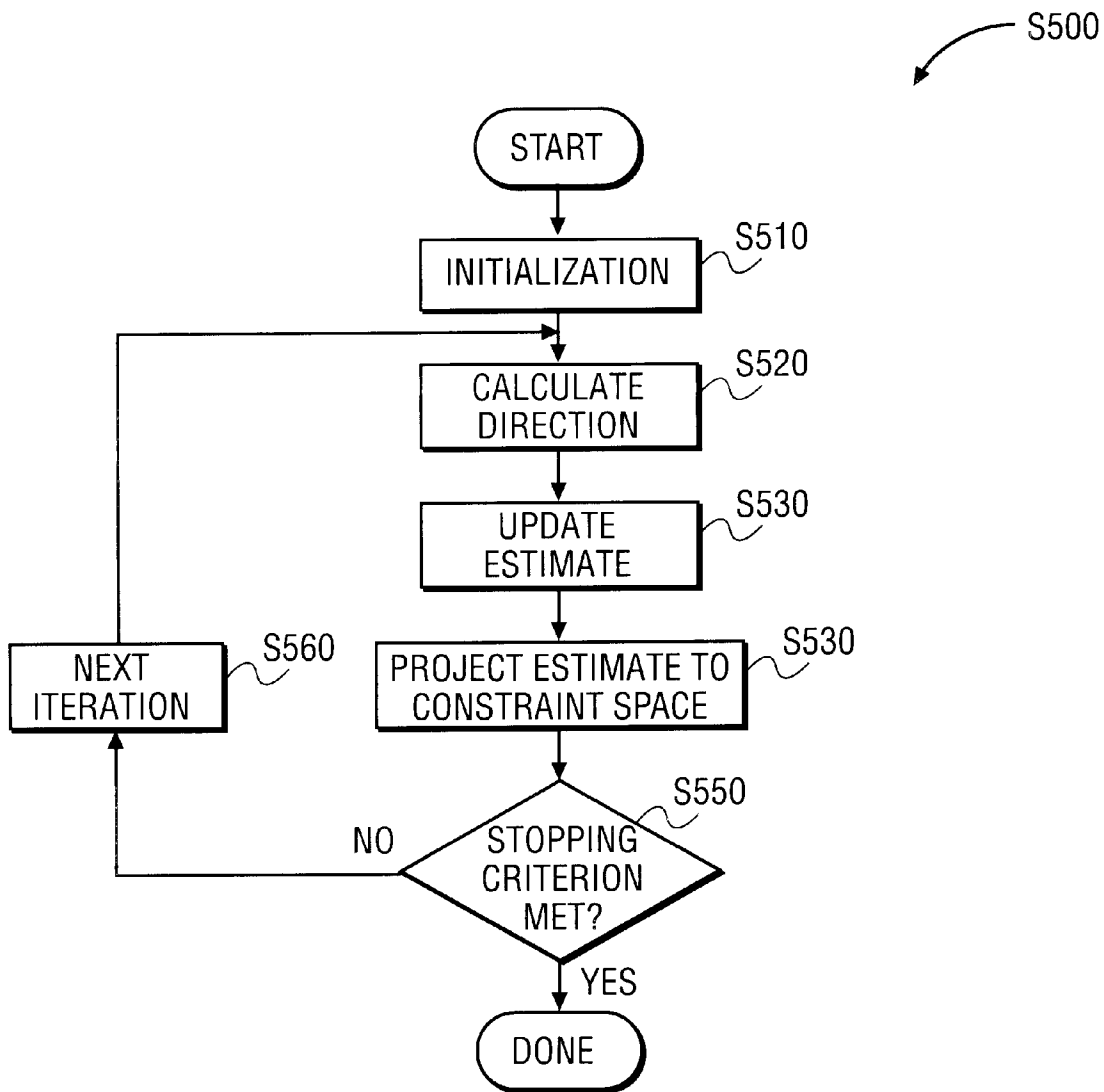 S500
START
S510
INITIALIZATION
S520
CALCULATE
DIRECTION
S530
UPDATE
ESTIMATE
S530
PROJECT ESTIMATE TO
CONSTRAINT SPACE
S560
NEXT
ITERATION
S550
STOPPING
CRITERION
MET?
NO
YES
DONE